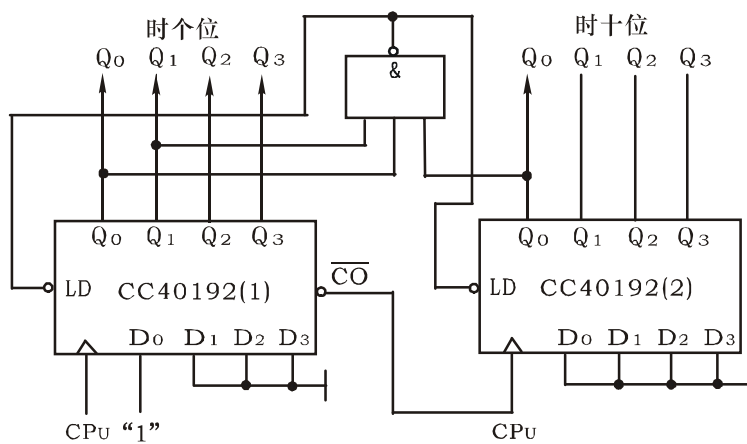 时个位 时十位
Q0 Q1 Q2 Q3 Q0 Q1 Q2 Q3
&
Q0 Q1 Q2 Q3 Q0 Q1 Q2 Q3
LD CC40192(1) CO LD CC40192(2)
D0 D1 D2 D3 D0 D1 D2 D3
CPU “1” CPU